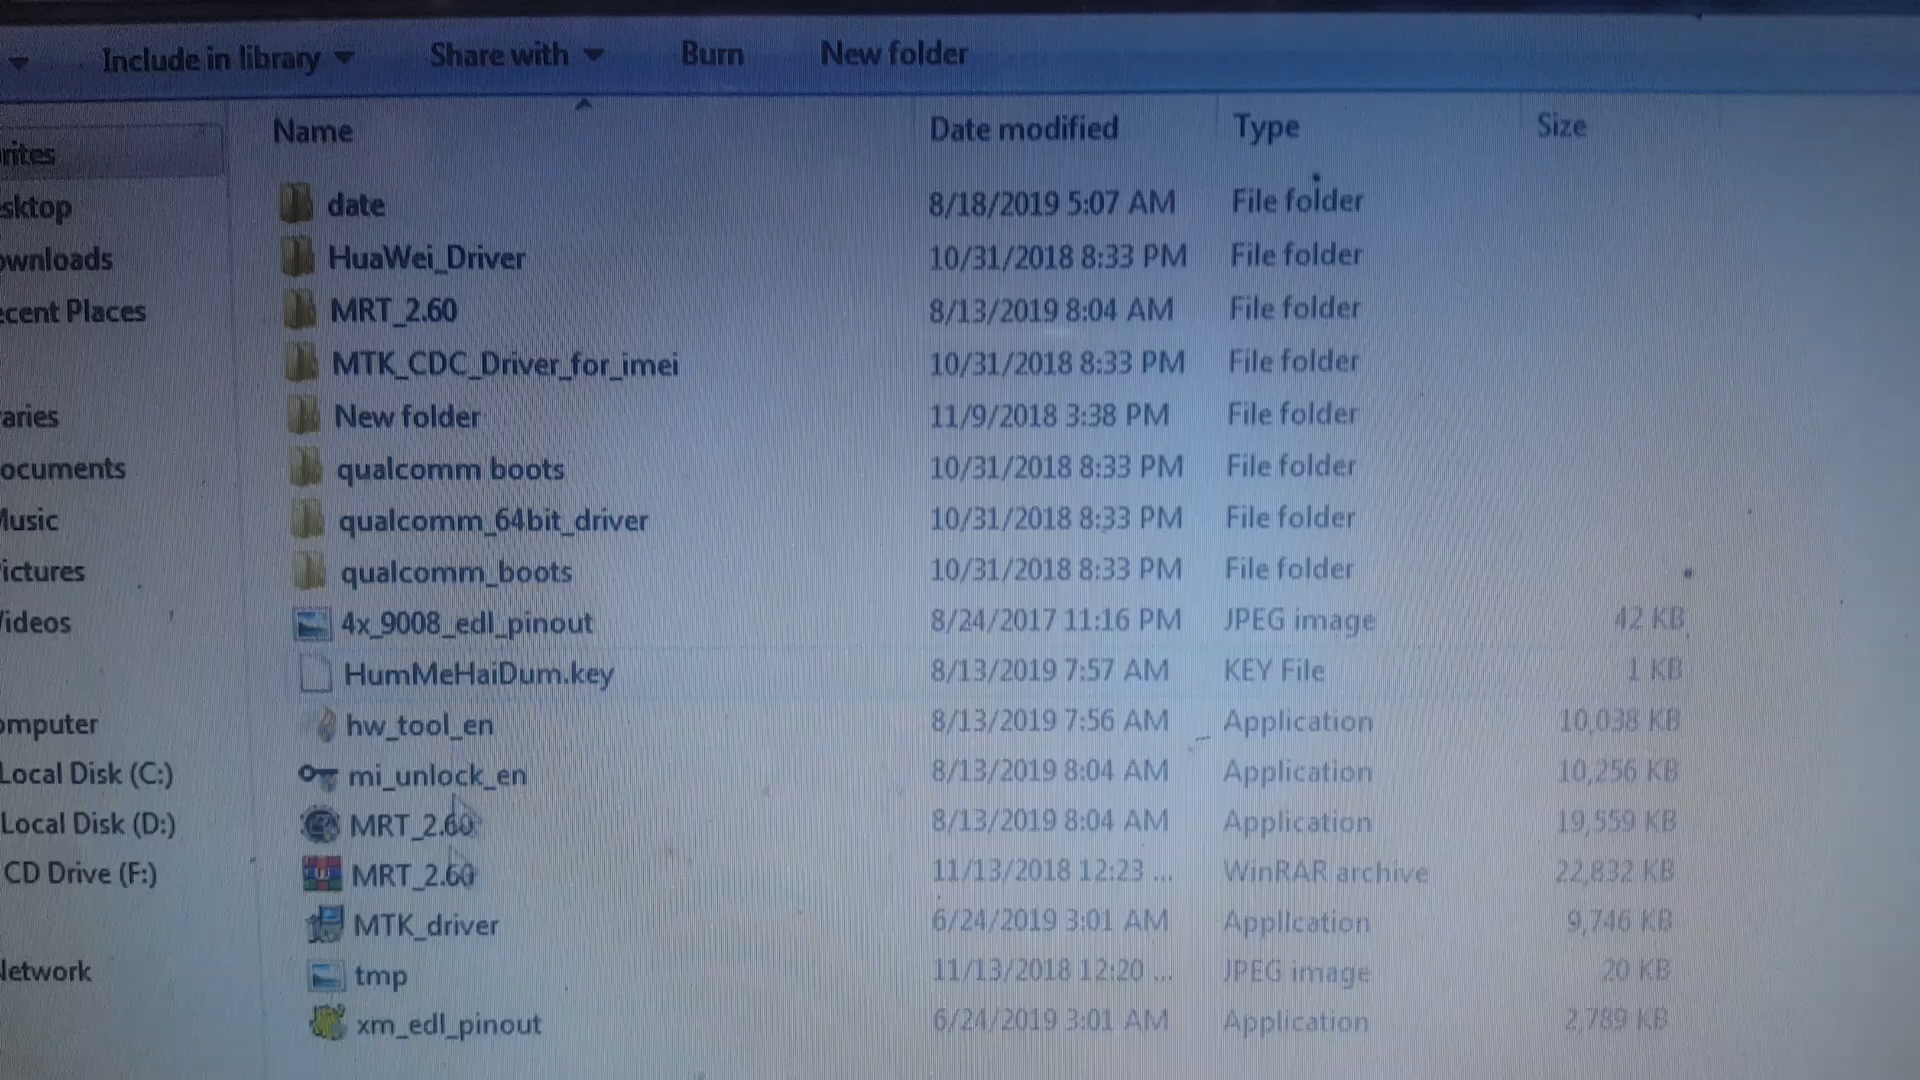 Include in library Share with Burn New folder
Name Date modified Type Size
rites
sktop
ownloads
ecent Places
aries
ocuments
Music
Pictures
Videos
omputer
Local Disk (C:)
Local Disk (D:)
CD Drive (F:)
Network
date 8/18/2019 5:07 AM File folder
HuaWei_Driver 10/31/2018 8:33 PM File folder
MRT_2.60 8/13/2019 8:04 AM File folder
MTK_CDC_Driver_for_imei 10/31/2018 8:33 PM File folder
New folder 11/9/2018 3:38 PM File folder
qualcomm boots 10/31/2018 8:33 PM File folder
qualcomm_64bit_driver 10/31/2018 8:33 PM File folder
qualcomm_boots 10/31/2018 8:33 PM File folder
4x_9008_edl_pinout 8/24/2017 11:16 PM JPEG image 42 KB
HumMeHaiDum.key 8/13/2019 7:57 AM KEY File 1 KB
hw_tool_en 8/13/2019 7:56 AM Application 10,038 KB
mi_unlock_en 8/13/2019 8:04 AM Application 10,256 KB
MRT_2.60 8/13/2019 8:04 AM Application 19,559 KB
MRT_2.60 11/13/2018 12:23 ... WinRAR archive 22,832 KB
MTK_driver 6/24/2019 3:01 AM Application 9,746 KB
tmp 11/13/2018 12:20 ... JPEG image 20 KB
xm_edl_pinout 6/24/2019 3:01 AM Application 2,789 KB